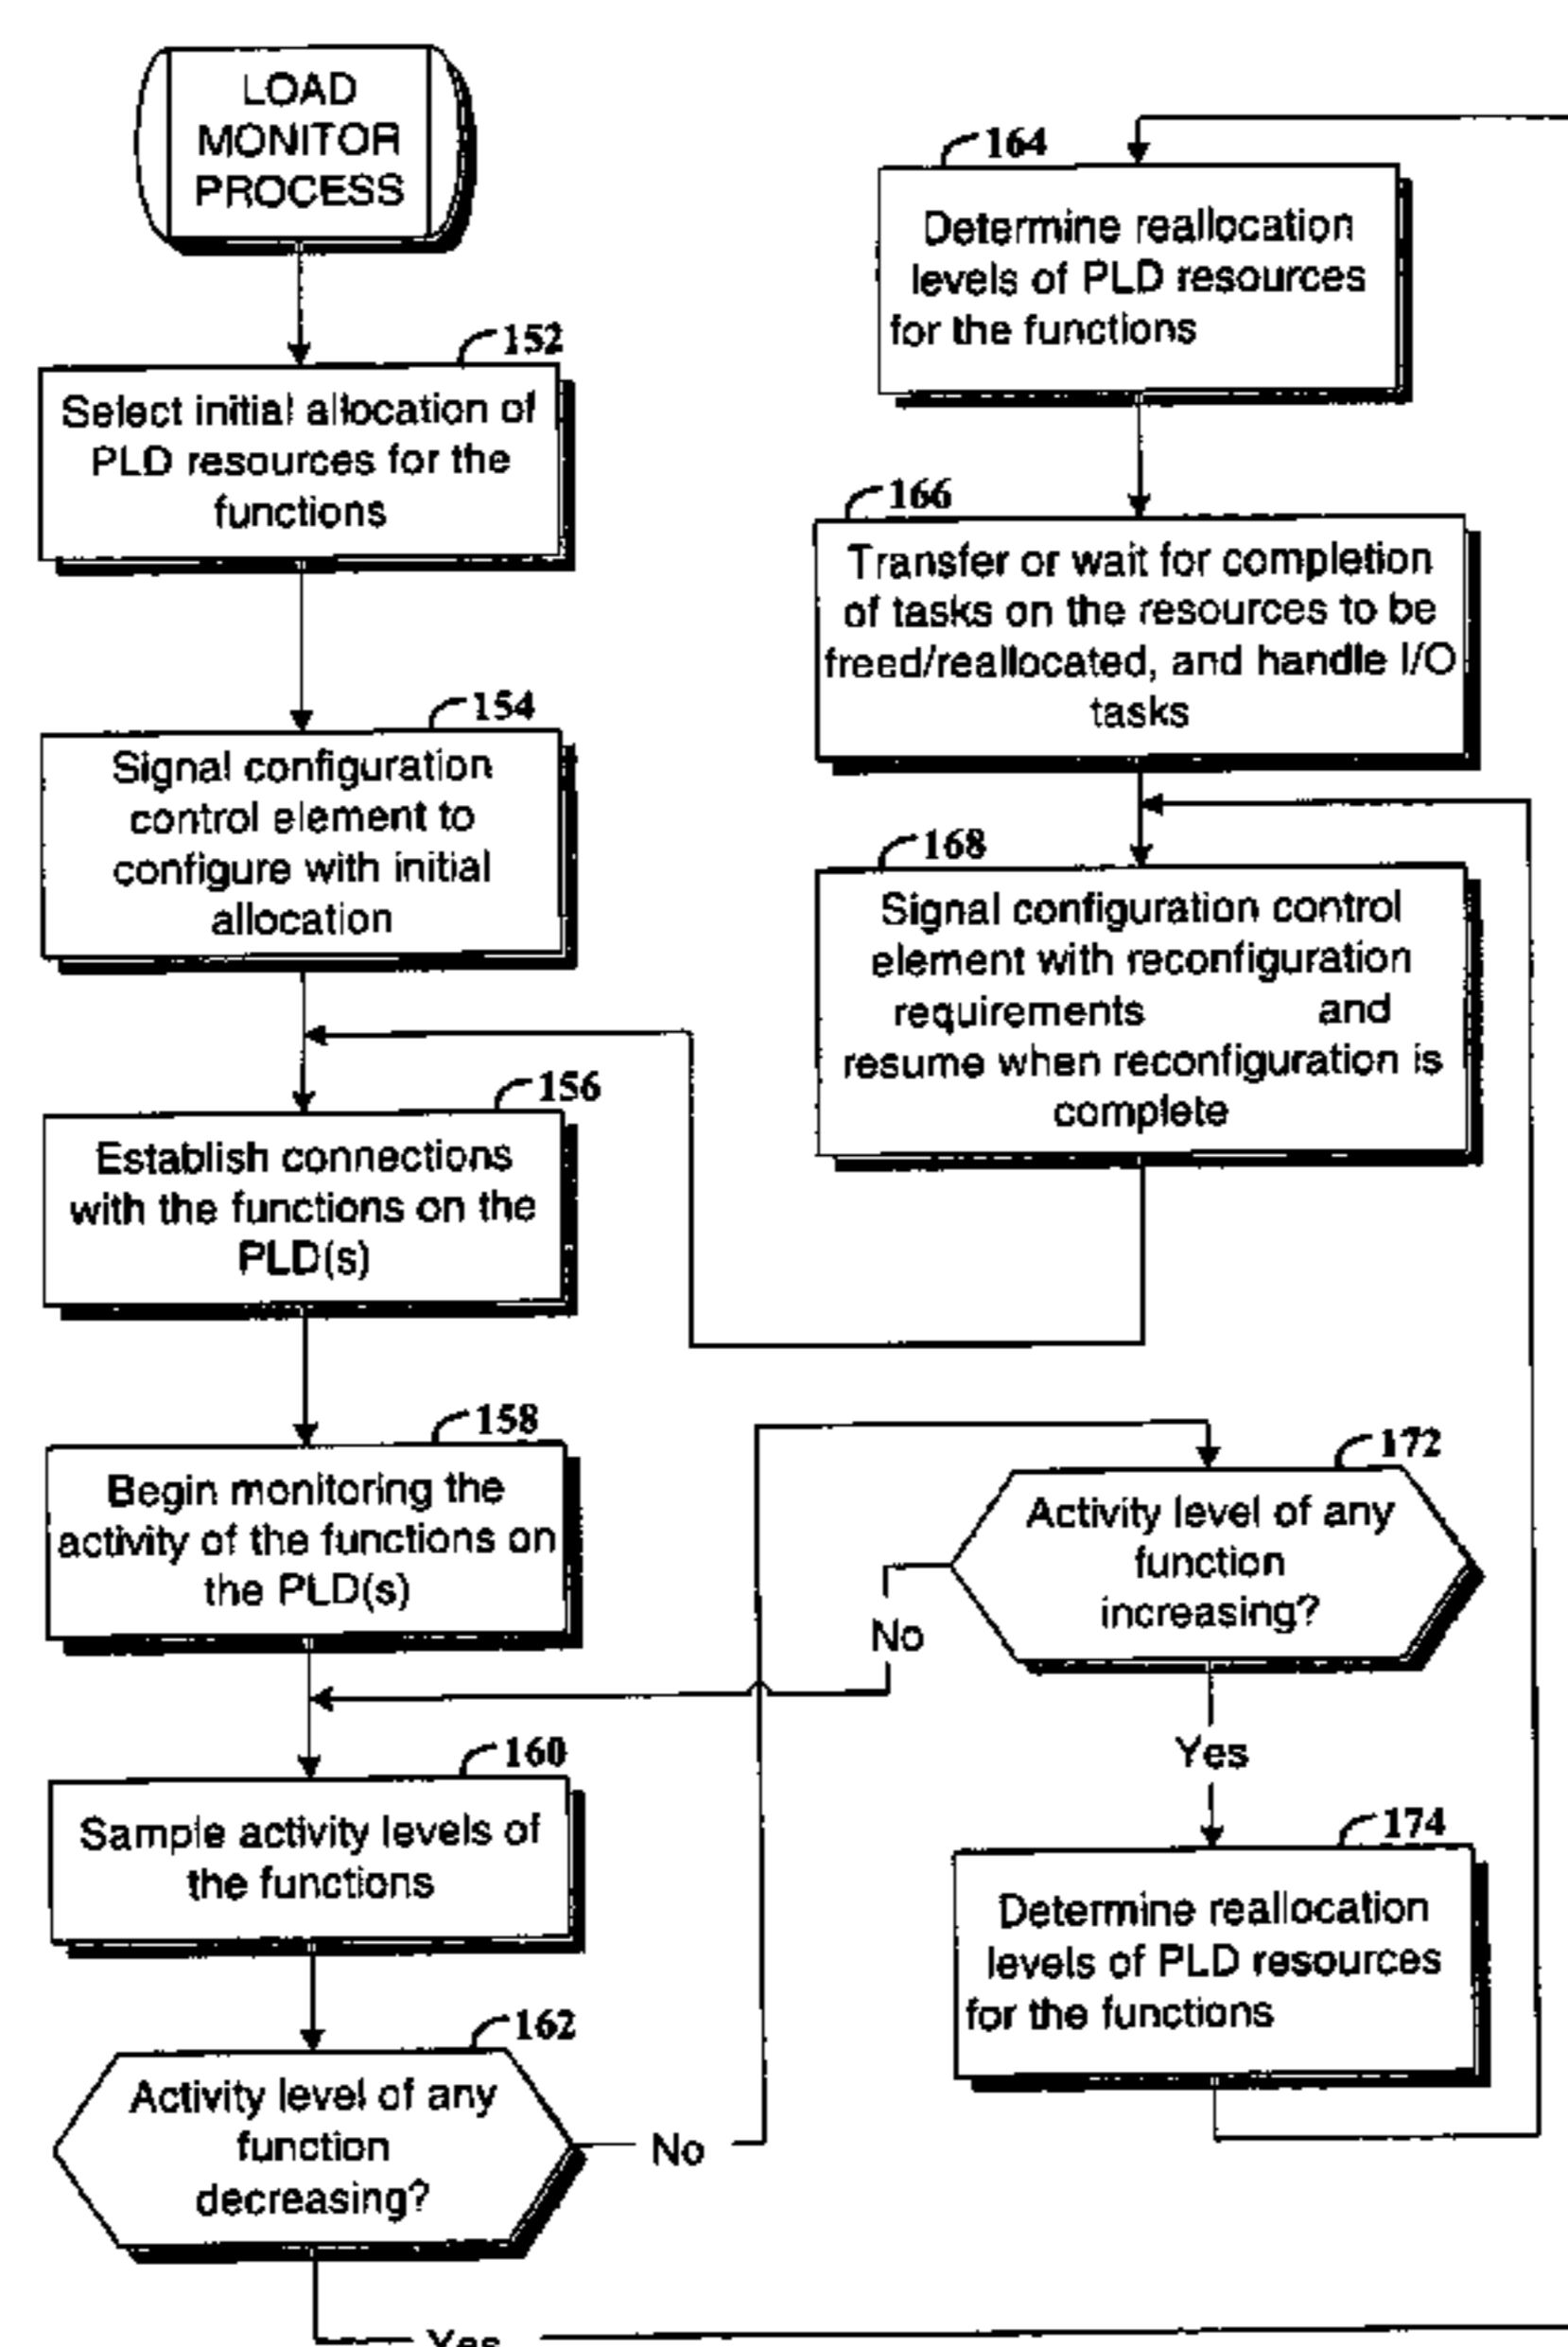 LOAD
MONITOR
PROCESS
152
Select initial allocation of
PLD resources for the
functions
154
Signal configuration
control element to
configure with initial
allocation
156
Establish connections
with the functions on the
PLD(s)
158
Begin monitoring the
activity of the functions on
the PLD(s)
160
Sample activity levels of
the functions
162
Activity level of any
function
decreasing?
No
Yes
164
Determine reallocation
levels of PLD resources
for the functions
166
Transfer or wait for completion
of tasks on the resources to be
freed/reallocated, and handle I/O
tasks
168
Signal configuration control
element with reconfiguration
requirements and
resume when reconfiguration is
complete
172
Activity level of any
function
increasing?
No
Yes
174
Determine reallocation
levels of PLD resources
for the functions